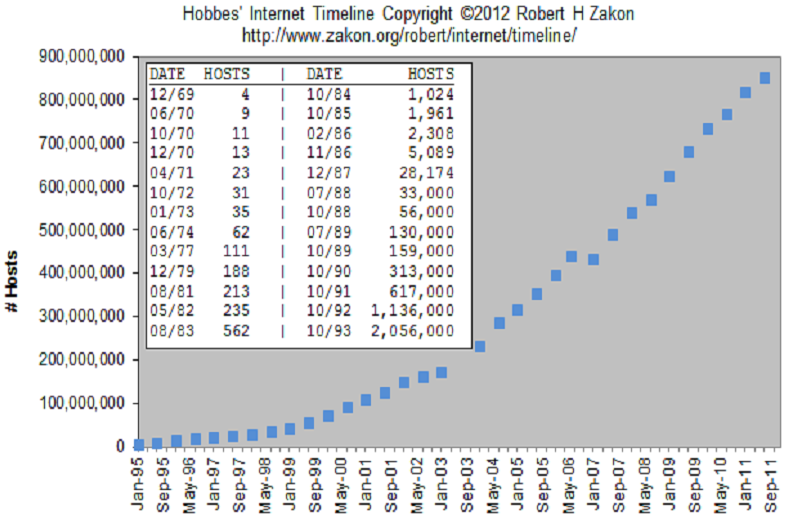 Hobbes' Internet Timeline Copyright ©2012 Robert H Zakon
http://www.zakon.org/robert/internet/timeline/
900,000,000
800,000,000
700,000,000
600,000,000
500,000,000
400,000,000
300,000,000
200,000,000
100,000,000
0
# Hosts
DATE HOSTS | DATE HOSTS
12/69 4 | 10/84 1,024
06/70 9 | 10/85 1,961
10/70 11 | 02/86 2,308
12/70 13 | 11/86 5,089
04/71 23 | 12/87 28,174
10/72 31 | 07/88 33,000
01/73 35 | 10/88 56,000
06/74 62 | 07/89 130,000
03/77 111 | 10/89 159,000
12/79 188 | 10/90 313,000
08/81 213 | 10/91 617,000
05/82 235 | 10/92 1,136,000
08/83 562 | 10/93 2,056,000
Jan-95
Sep-95
May-96
Jan-97
Sep-97
May-98
Jan-99
Sep-99
May-00
Jan-01
Sep-01
May-02
Jan-03
Sep-03
May-04
Jan-05
Sep-05
May-06
Jan-07
Sep-07
May-08
Jan-09
Sep-09
May-10
Jan-11
Sep-11